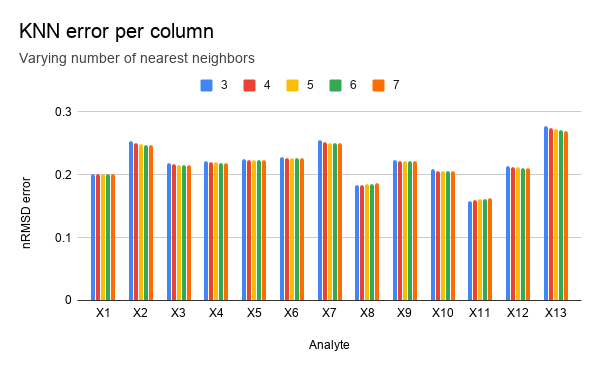 KNN error per column
Varying number of nearest neighbors
3 4 5 6 7
0.3
0.2
0.1
0
nRMSD error
X1 X2 X3 X4 X5 X6 X7 X8 X9 X10 X11 X12 X13
Analyte